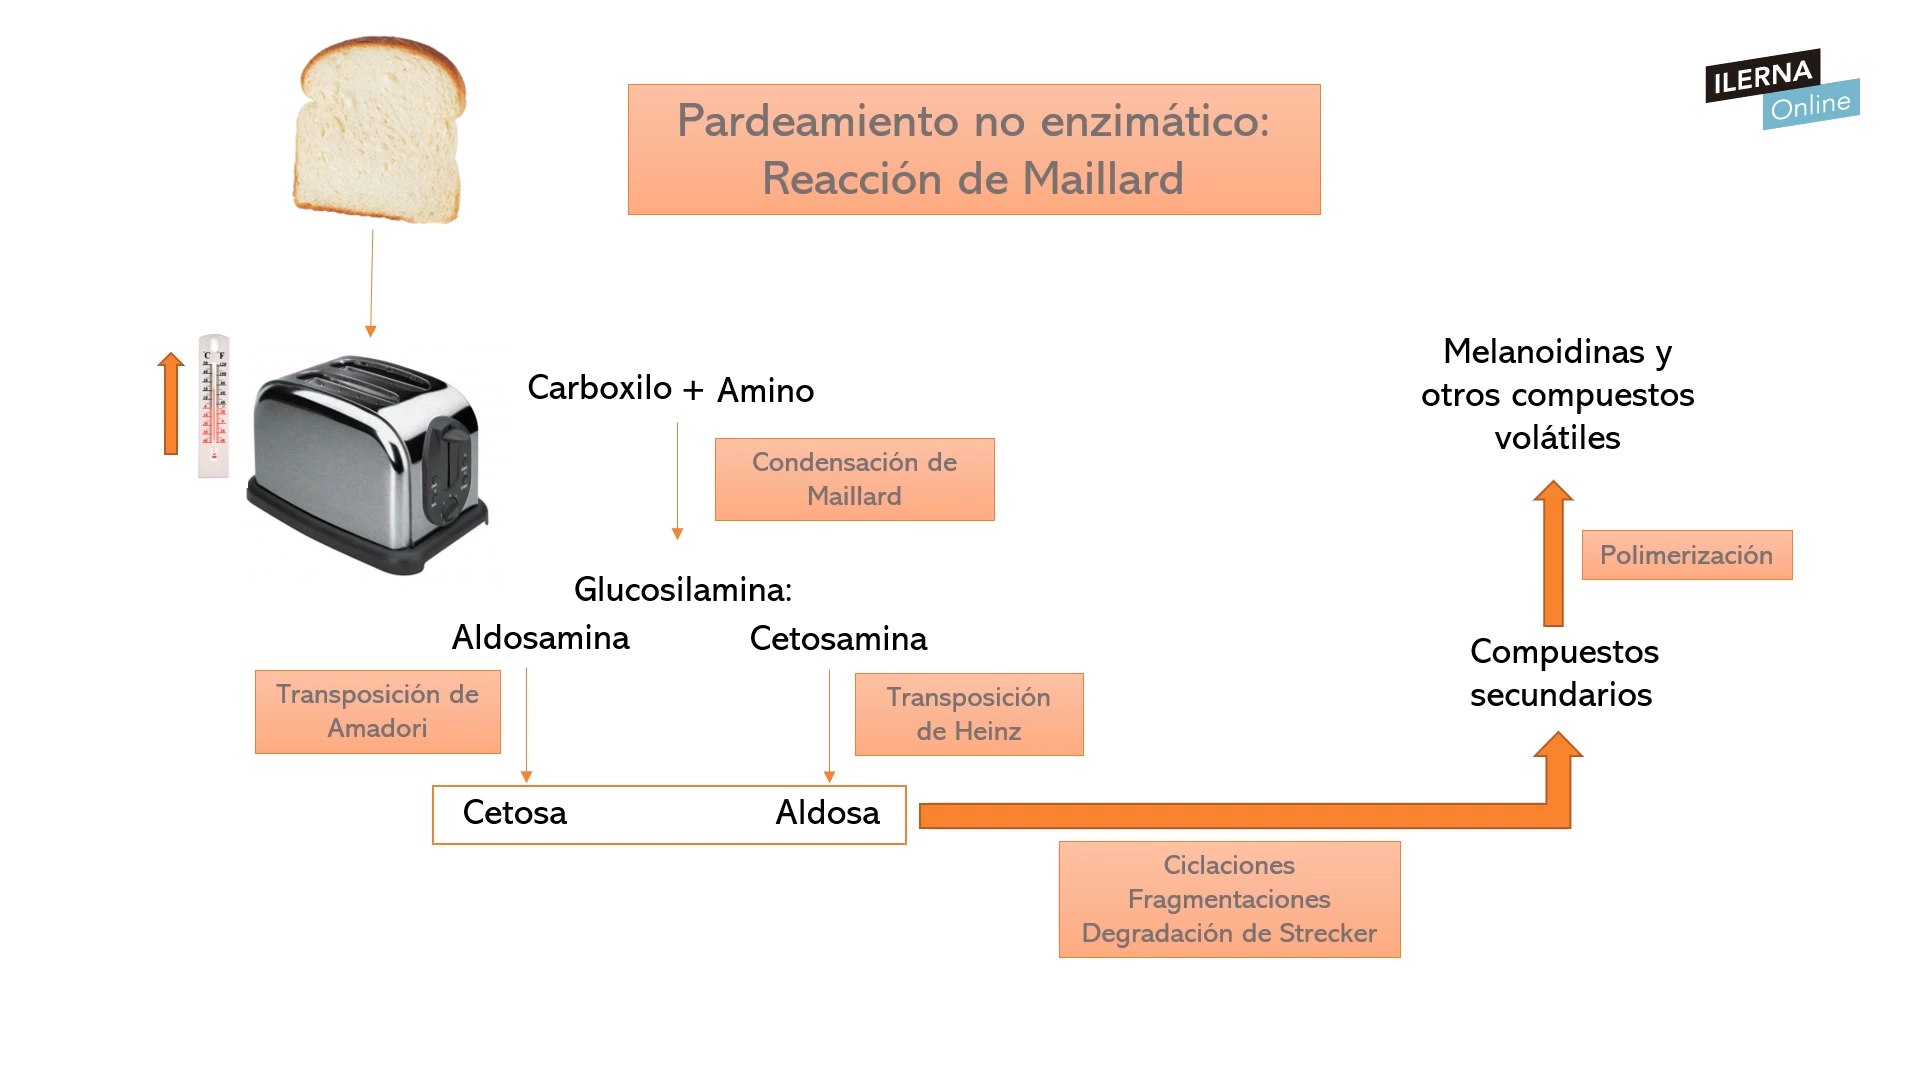 ILERNA
Online
Pardeamiento no enzimático:
Reacción de Maillard
°C °F
Carboxilo + Amino
Condensación de
Maillard
Glucosilamina:
Aldosamina
Cetosamina
Transposición de
Amadori
Transposición
de Heinz
Cetosa
Aldosa
Ciclaciones
Fragmentaciones
Degradación de Strecker
Compuestos
secundarios
Polimerización
Melanoidinas y
otros compuestos
volátiles